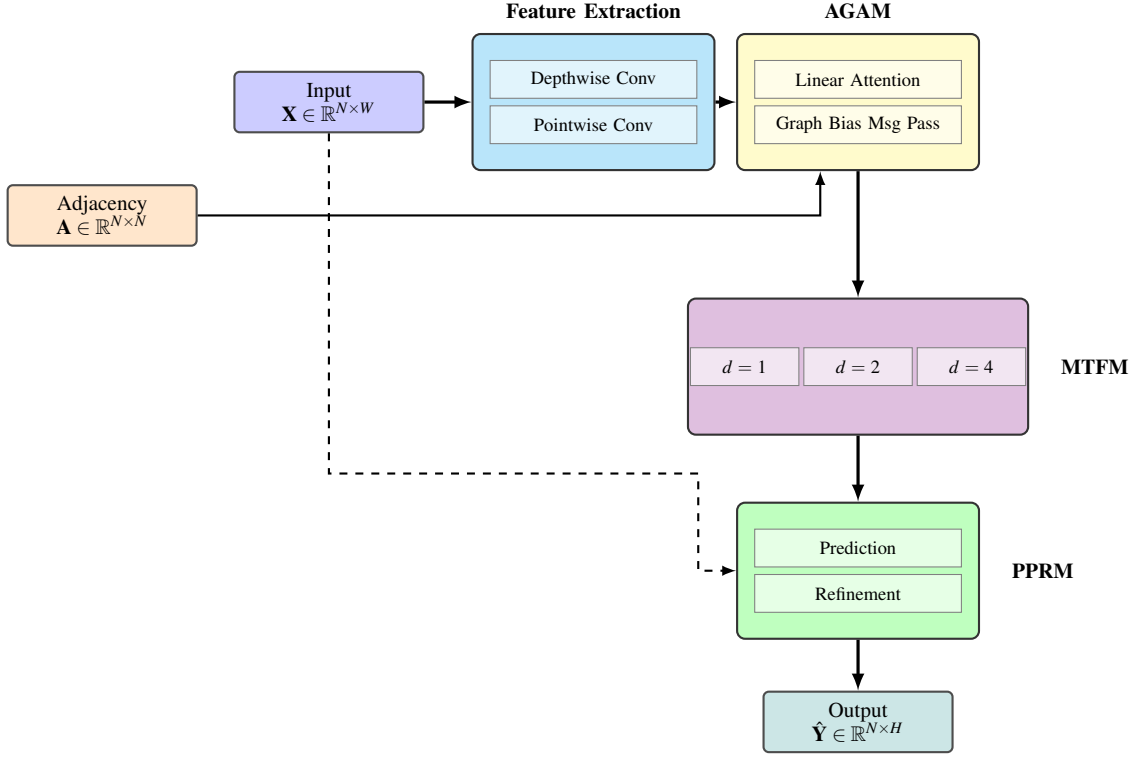 Feature Extraction
AGAM
Input
X ∈ ℝ^{N×W}
Depthwise Conv
Pointwise Conv
Linear Attention
Graph Bias Msg Pass
Adjacency
A ∈ ℝ^{N×N}
d = 1
d = 2
d = 4
MTFM
Prediction
Refinement
PPRM
Output
Ŷ ∈ ℝ^{N×H}